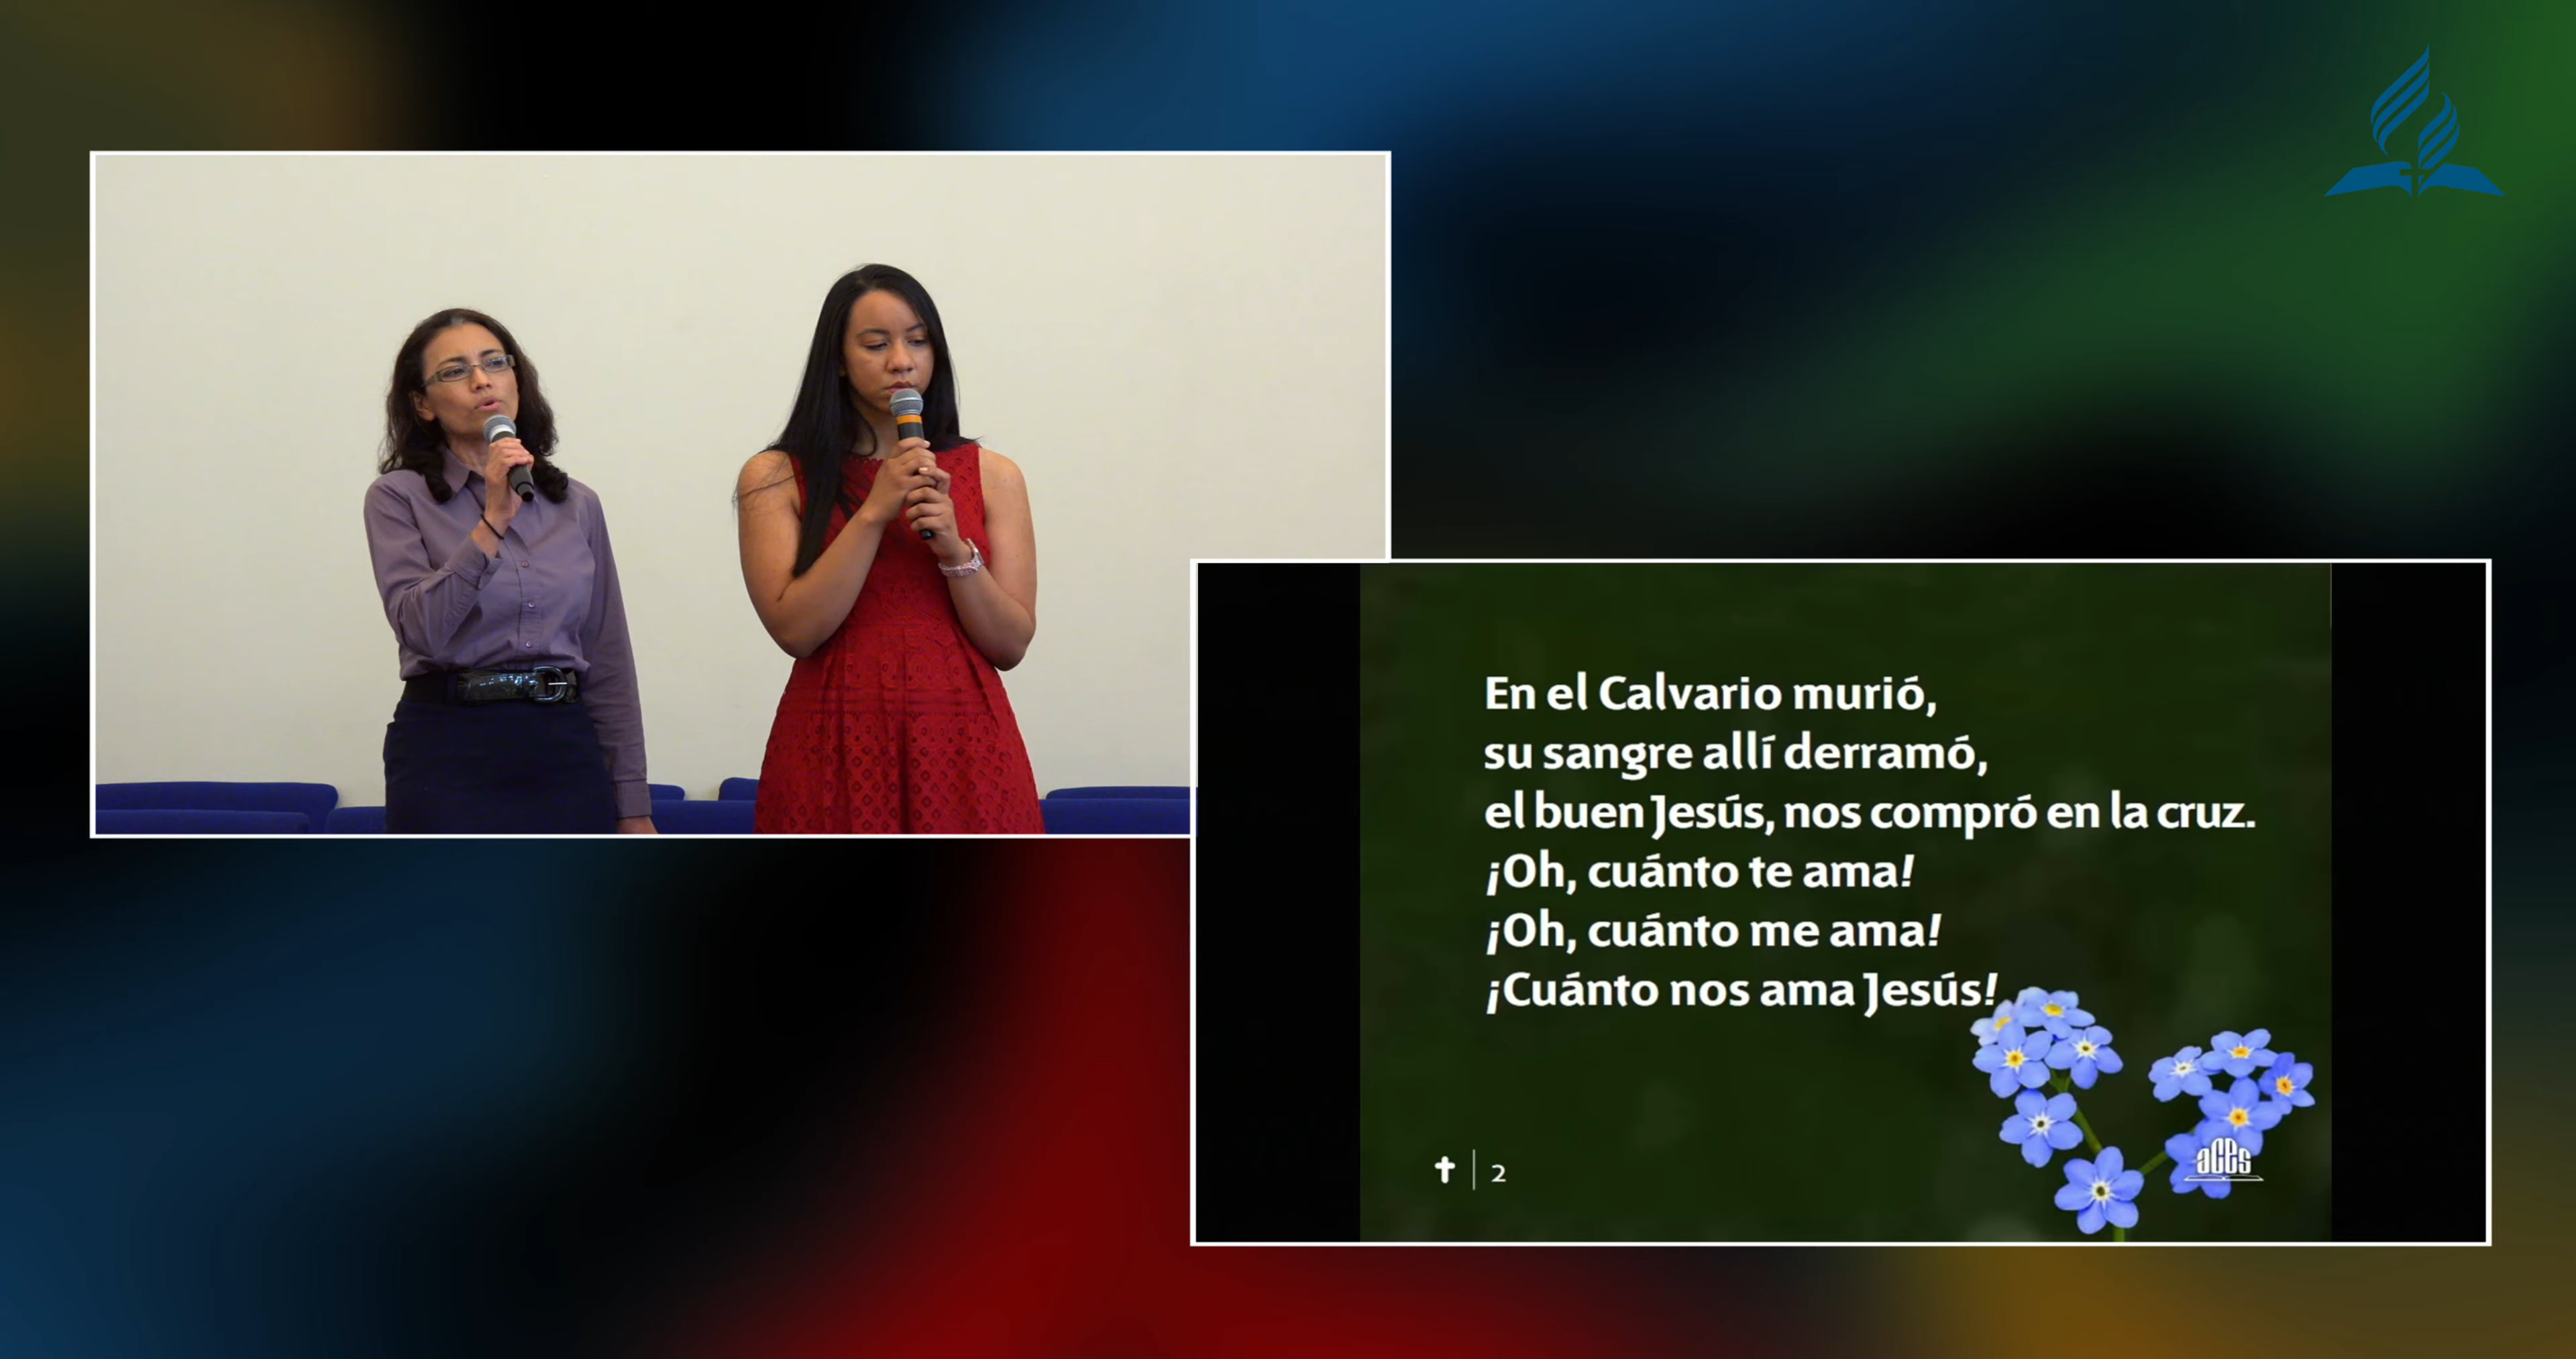 En el Calvario murió,
su sangre allí derramó,
el buen Jesús, nos compró en la cruz.
¡Oh, cuánto te ama!
¡Oh, cuánto me ama!
¡Cuánto nos ama Jesús!
2
aces